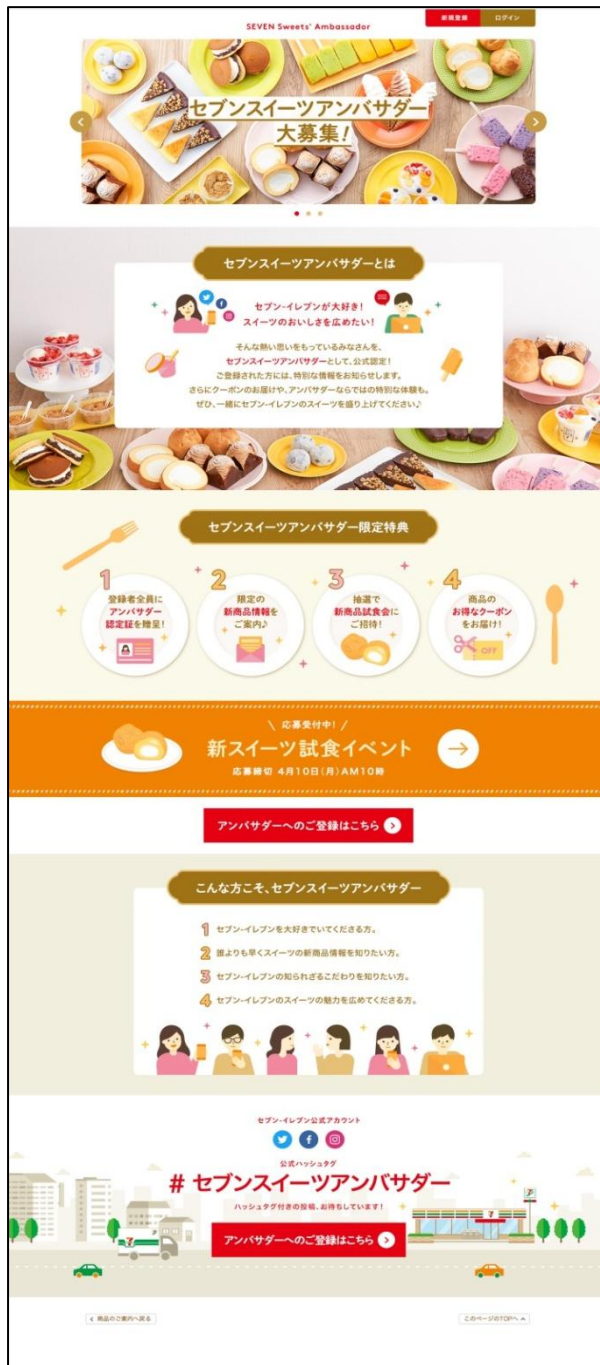 SEVEN Sweets' Ambassador
新規登録
ログイン
セブンスイーツアンバサダー
大募集!
セブンスイーツアンバサダーとは
セブン-イレブンが大好き!
スイーツのおいしさを広めたい!
そんな熱い思いをもっているみなさんを、
セブンスイーツアンバサダーとして、公式認定!
ご登録された方には、特別な情報をお知らせします。
さらにクーポンのお届けや、アンバサダーならではの特別な体験も。
ぜひ、一緒にセブン-イレブンのスイーツを盛り上げてください♪
セブンスイーツアンバサダー限定特典
1
登録者全員に
アンバサダー
認定証を贈呈!
2
限定の
新商品情報を
ご案内♪
3
抽選で
新商品試食会に
ご招待!
4
商品の
お得なクーポン
をお届け!
OFF
\ 応募受付中! /
新スイーツ試食イベント
応募締切 4月10日(月)AM10時
アンバサダーへのご登録はこちら
こんな方こそ、セブンスイーツアンバサダー
1 セブン-イレブンを大好きでいてくださる方。
2 誰よりも早くスイーツの新商品情報を知りたい方。
3 セブン-イレブンの知られざるこだわりを知りたい方。
4 セブン-イレブンのスイーツの魅力を広めてくださる方。
セブン-イレブン公式アカウント
公式ハッシュタグ
# セブンスイーツアンバサダー
ハッシュタグ付きの投稿、お待ちしています!
アンバサダーへのご登録はこちら
商品のご案内へ戻る
このページのTOPへ